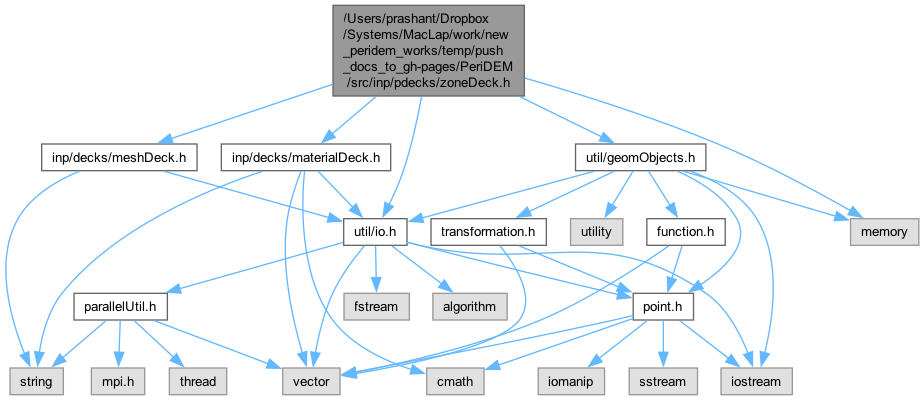 /Users/prashant/Dropbox
/Systems/MacLap/work/new
_peridem_works/temp/push
_docs_to_gh-pages/PeriDEM
/src/inp/pdecks/zoneDeck.h
inp/decks/meshDeck.h
inp/decks/materialDeck.h
util/geomObjects.h
util/io.h
transformation.h
utility
function.h
memory
parallelUtil.h
fstream
algorithm
point.h
string
mpi.h
thread
vector
cmath
iomanip
sstream
iostream